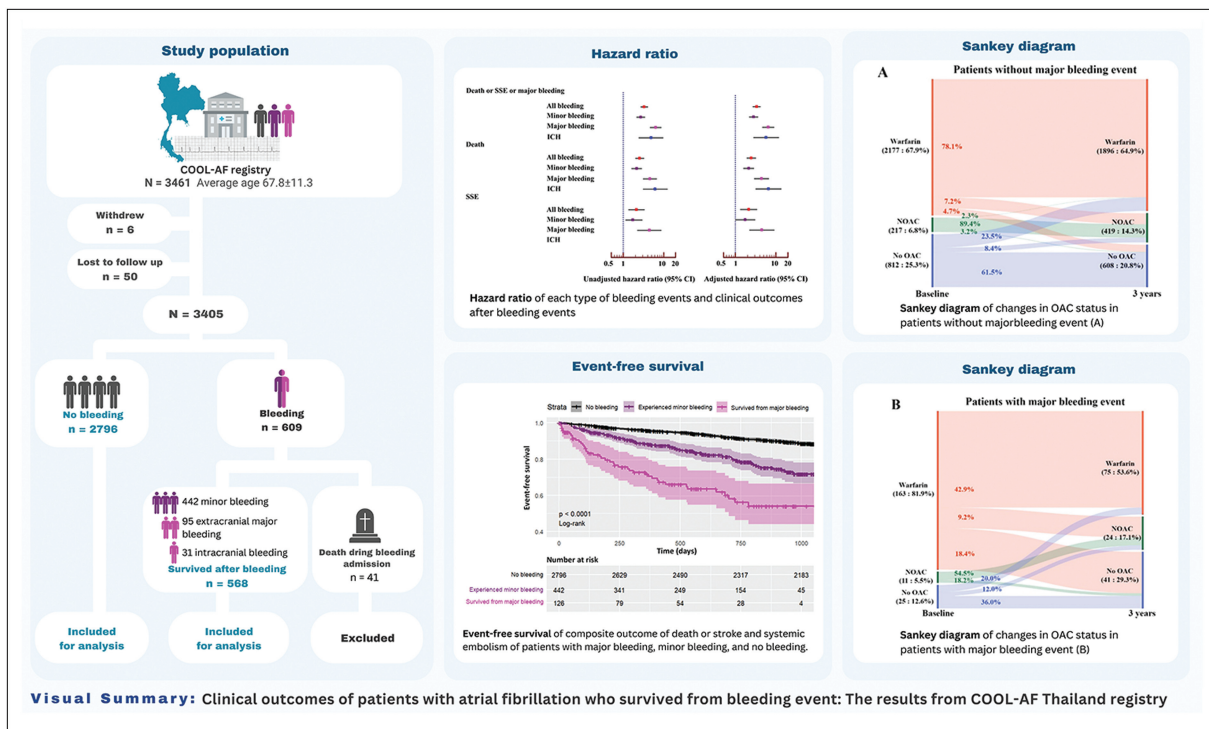 Study population
COOL-AF registry
N = 3461 Average age 67.8±11.3
Withdrew
n = 6
Lost to follow up
n = 50
N = 3405
No bleeding
n = 2796
Bleeding
n = 609
442 minor bleeding
95 extracranial major
bleeding
31 intracranial bleeding
Survived after bleeding
n = 568
Death dring bleeding
admission
n = 41
Included
for analysis
Included
for analysis
Excluded
Hazard ratio
Death or SSE or major bleeding
All bleeding
Minor bleeding
Major bleeding
ICH
Death
All bleeding
Minor bleeding
Major bleeding
ICH
SSE
All bleeding
Minor bleeding
Major bleeding
ICH
0.5 1 10 20 0.5 1 10 20
Unadjusted hazard ratio (95% CI) Adjusted hazard ratio (95% CI)
Hazard ratio of each type of bleeding events and clinical outcomes
after bleeding events
Event-free survival
Strata No bleeding Experienced minor bleeding Survived from major bleeding
Event-free survival
1.0
0.8
0.6
0.4
p < 0.0001
Log-rank
0 250 500 750 1000
Time (days)
Number at risk
No bleeding 2796 2629 2490 2317 2183
Experienced minor bleeding 442 341 249 154 45
Survived from major bleeding 126 79 54 28 4
Event-free survival of composite outcome of death or stroke and systemic
embolism of patients with major bleeding, minor bleeding, and no bleeding.
Sankey diagram
A
Patients without major bleeding event
Warfarin
(2177 : 67.9%)
78.1%
Warfarin
(1896 : 64.9%)
7.2%
4.7%
2.3%
NOAC
(217 : 6.8%)
89.4%
3.2%
NOAC
(419 : 14.3%)
23.5%
8.4%
No OAC
(812 : 25.3%)
61.5%
No OAC
(608 : 20.8%)
Baseline
3 years
Sankey diagram of changes in OAC status in
patients without majorbleeding event (A)
Sankey diagram
B
Patients with major bleeding event
Warfarin
(163 : 81.9%)
42.9%
Warfarin
(75 : 53.6%)
9.2%
18.4%
NOAC
(24 : 17.1%)
NOAC
(11 : 5.5%)
54.5%
18.2%
20.0%
12.0%
No OAC
(25 : 12.6%)
36.0%
No OAC
(41 : 29.3%)
Baseline
3 years
Sankey diagram of changes in OAC status in
patients with major bleeding event (B)
Visual Summary: Clinical outcomes of patients with atrial fibrillation who survived from bleeding event: The results from COOL-AF Thailand registry